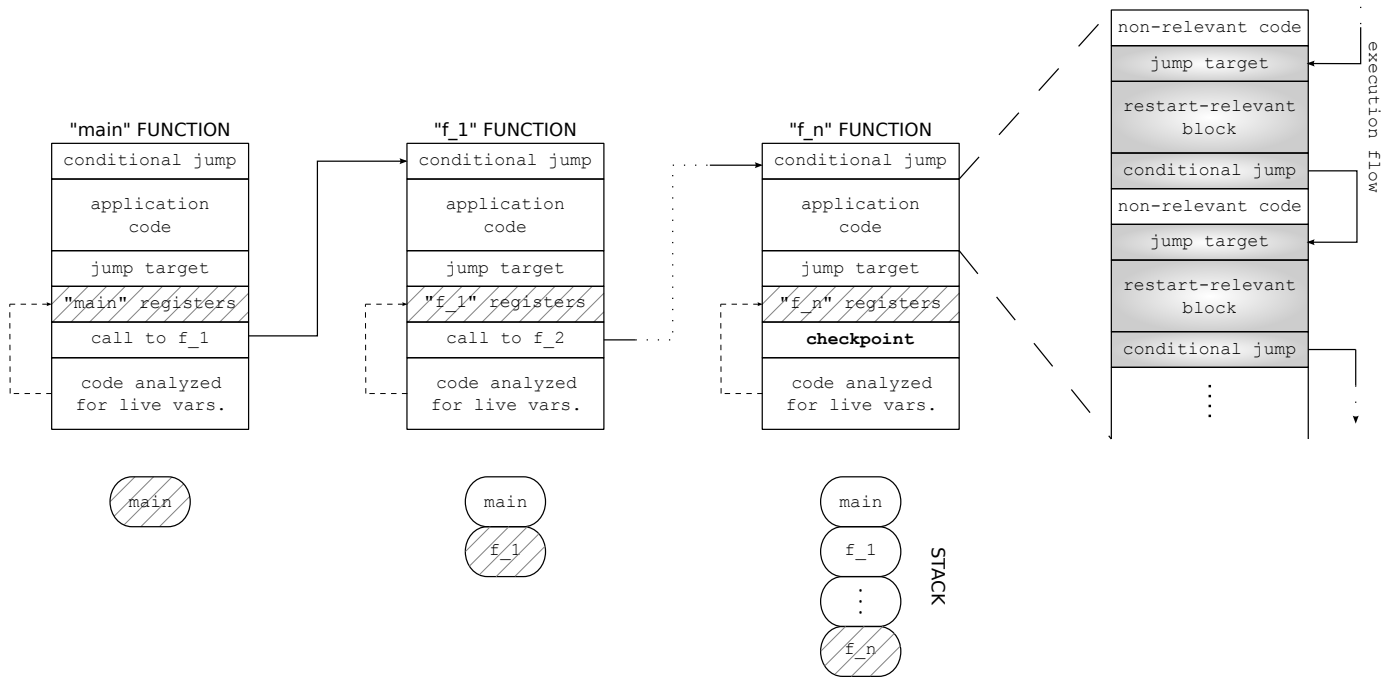 "main" FUNCTION
conditional jump
application
code
jump target
"main" registers
call to f_1
code analyzed
for live vars.
main
"f_1" FUNCTION
conditional jump
application
code
jump target
"f_1" registers
call to f_2
code analyzed
for live vars.
main
f_1
"f_n" FUNCTION
conditional jump
application
code
jump target
"f_n" registers
checkpoint
code analyzed
for live vars.
main
f_1
f_n
STACK
non-relevant code
jump target
restart-relevant
block
conditional jump
non-relevant code
jump target
restart-relevant
block
conditional jump
execution flow